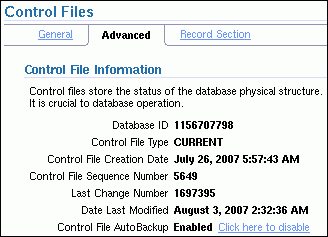 Control Files
General Advanced Record Section
Control File Information
Control files store the status of the database physical structure.
It is crucial to database operation.
Database ID 1156707798
Control File Type CURRENT
Control File Creation Date July 26, 2007 5:57:43 AM
Control File Sequence Number 5649
Last Change Number 1697395
Date Last Modified August 3, 2007 2:32:36 AM
Control File AutoBackup Enabled Click here to disable